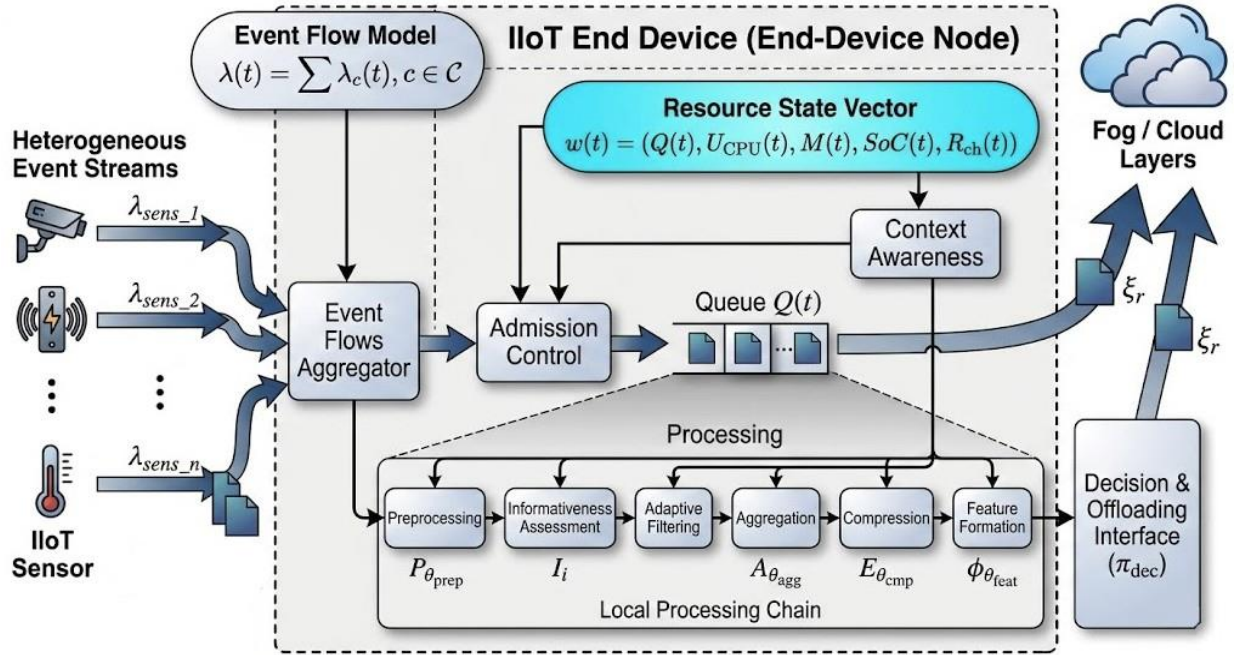 Event Flow Model
λ(t) = ∑ λ_c(t), c ∈ 𝒞
IIoT End Device (End-Device Node)
Resource State Vector
w(t) = (Q(t), U_CPU(t), M(t), SoC(t), R_ch(t))
Fog / Cloud
Layers
Heterogeneous
Event Streams
λ_sens_1
λ_sens_2
λ_sens_n
IIoT
Sensor
Event
Flows
Aggregator
Admission
Control
Context
Awareness
Queue Q(t)
...
ξ_r
ξ_r
Processing
Preprocessing
Informativeness
Assessment
Adaptive
Filtering
Aggregation
Compression
Feature
Formation
P_θ_prep
I_i
A_θ_agg
E_θ_cmp
ϕ_θ_feat
Local Processing Chain
Decision &
Offloading
Interface
(π_dec)